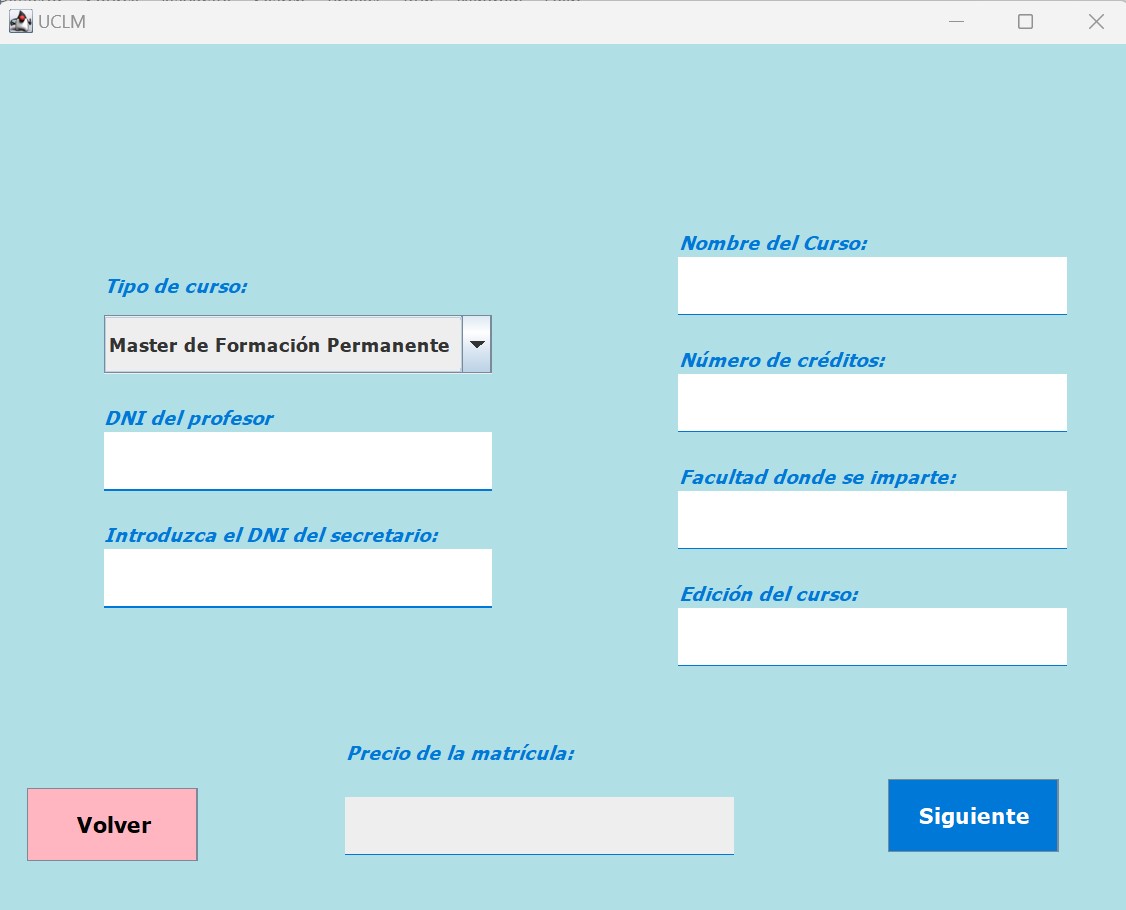 UCLM
Tipo de curso:
Master de Formación Permanente
DNI del profesor
Introduzca el DNI del secretario:
Nombre del Curso:
Número de créditos:
Facultad donde se imparte:
Edición del curso:
Precio de la matrícula:
Volver
Siguiente